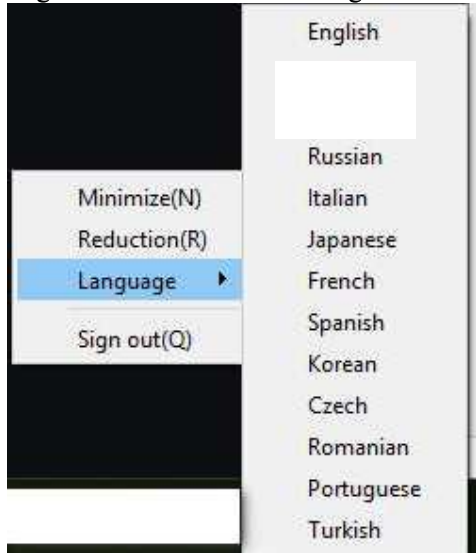 English
Russian
Minimize(N)
Italian
Reduction(R)
Japanese
Language
French
Spanish
Sign out(Q)
Korean
Czech
Romanian
Portuguese
Turkish